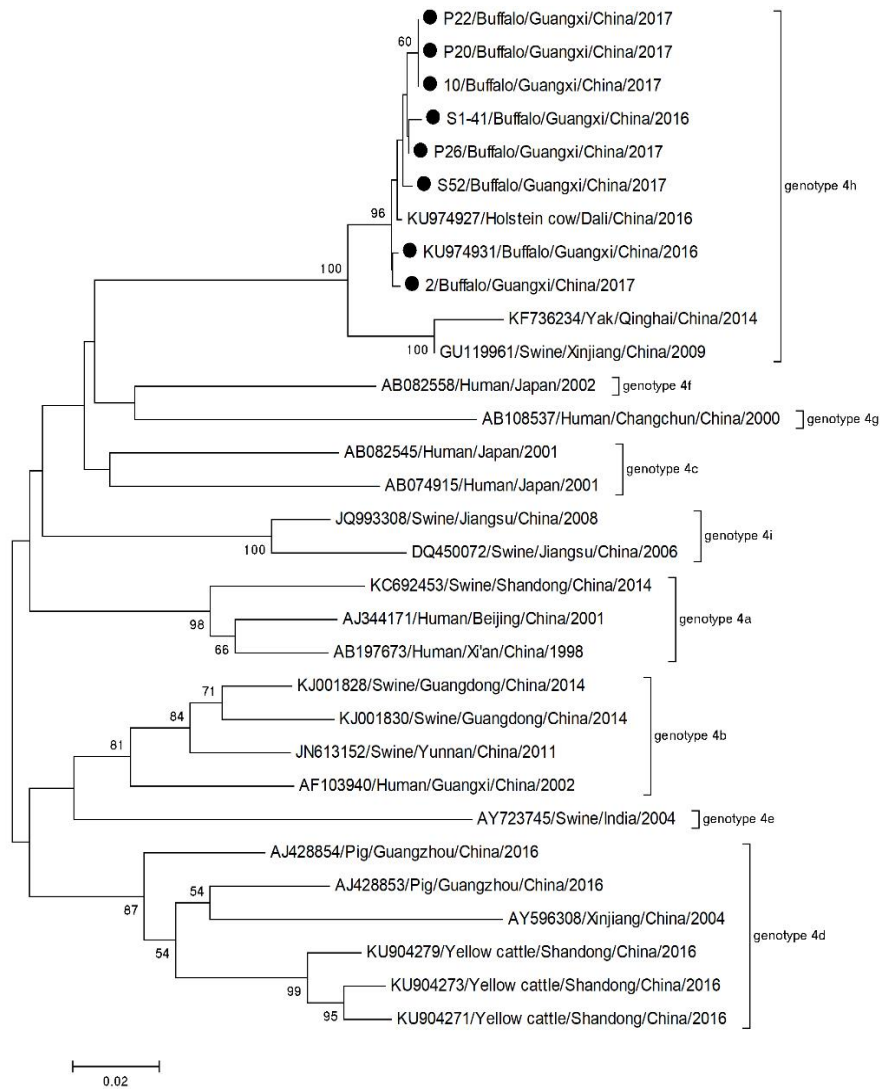 P22/Buffalo/Guangxi/China/2017
60
P20/Buffalo/Guangxi/China/2017
10/Buffalo/Guangxi/China/2017
S1-41/Buffalo/Guangxi/China/2016
P26/Buffalo/Guangxi/China/2017
S52/Buffalo/Guangxi/China/2017
genotype 4h
96
KU974927/Holstein cow/Dali/China/2016
KU974931/Buffalo/Guangxi/China/2016
100
2/Buffalo/Guangxi/China/2017
KF736234/Yak/Qinghai/China/2014
100
GU119961/Swine/Xinjiang/China/2009
AB082558/Human/Japan/2002
genotype 4f
AB108537/Human/Changchun/China/2000
genotype 4g
AB082545/Human/Japan/2001
genotype 4c
AB074915/Human/Japan/2001
JQ993308/Swine/Jiangsu/China/2008
genotype 4i
100
DQ450072/Swine/Jiangsu/China/2006
KC692453/Swine/Shandong/China/2014
98
AJ344171/Human/Beijing/China/2001
genotype 4a
66
AB197673/Human/Xi'an/China/1998
71
KJ001828/Swine/Guangdong/China/2014
84
KJ001830/Swine/Guangdong/China/2014
genotype 4b
81
JN613152/Swine/Yunnan/China/2011
AF103940/Human/Guangxi/China/2002
AY723745/Swine/India/2004
genotype 4e
AJ428854/Pig/Guangzhou/China/2016
87
54
AJ428853/Pig/Guangzhou/China/2016
AY596308/Xinjiang/China/2004
genotype 4d
54
KU904279/Yellow cattle/Shandong/China/2016
99
KU904273/Yellow cattle/Shandong/China/2016
95
KU904271/Yellow cattle/Shandong/China/2016
0.02